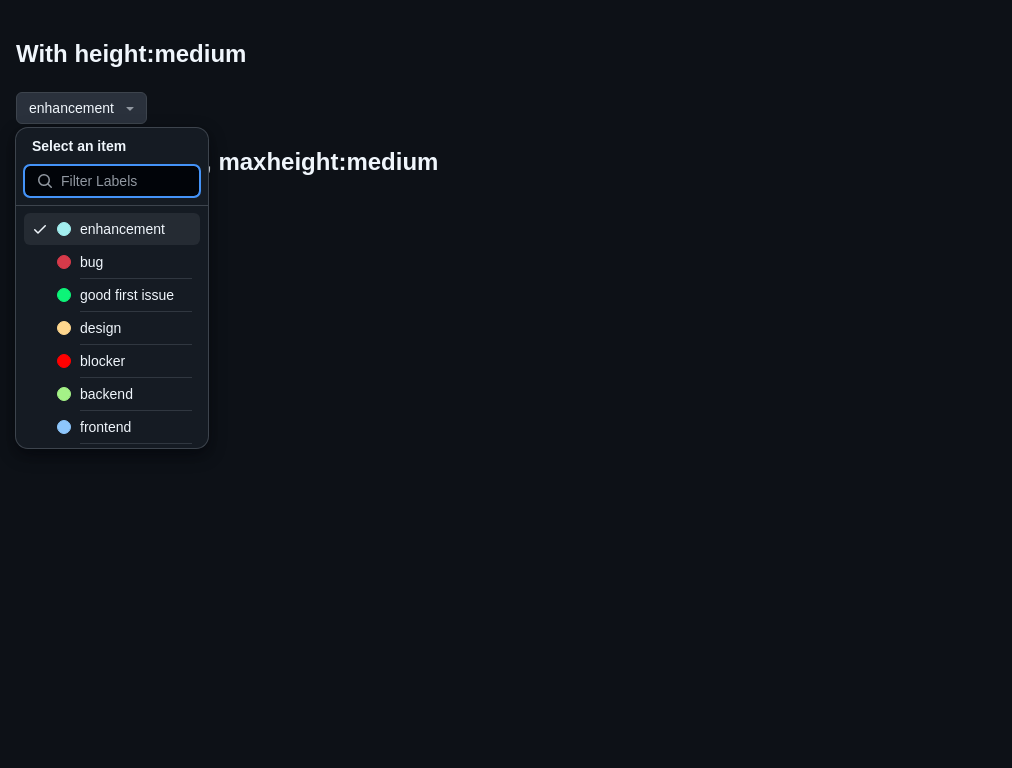 With height:medium
enhancement
Select an item
, maxheight:medium
Filter Labels
enhancement
bug
good first issue
design
blocker
backend
frontend